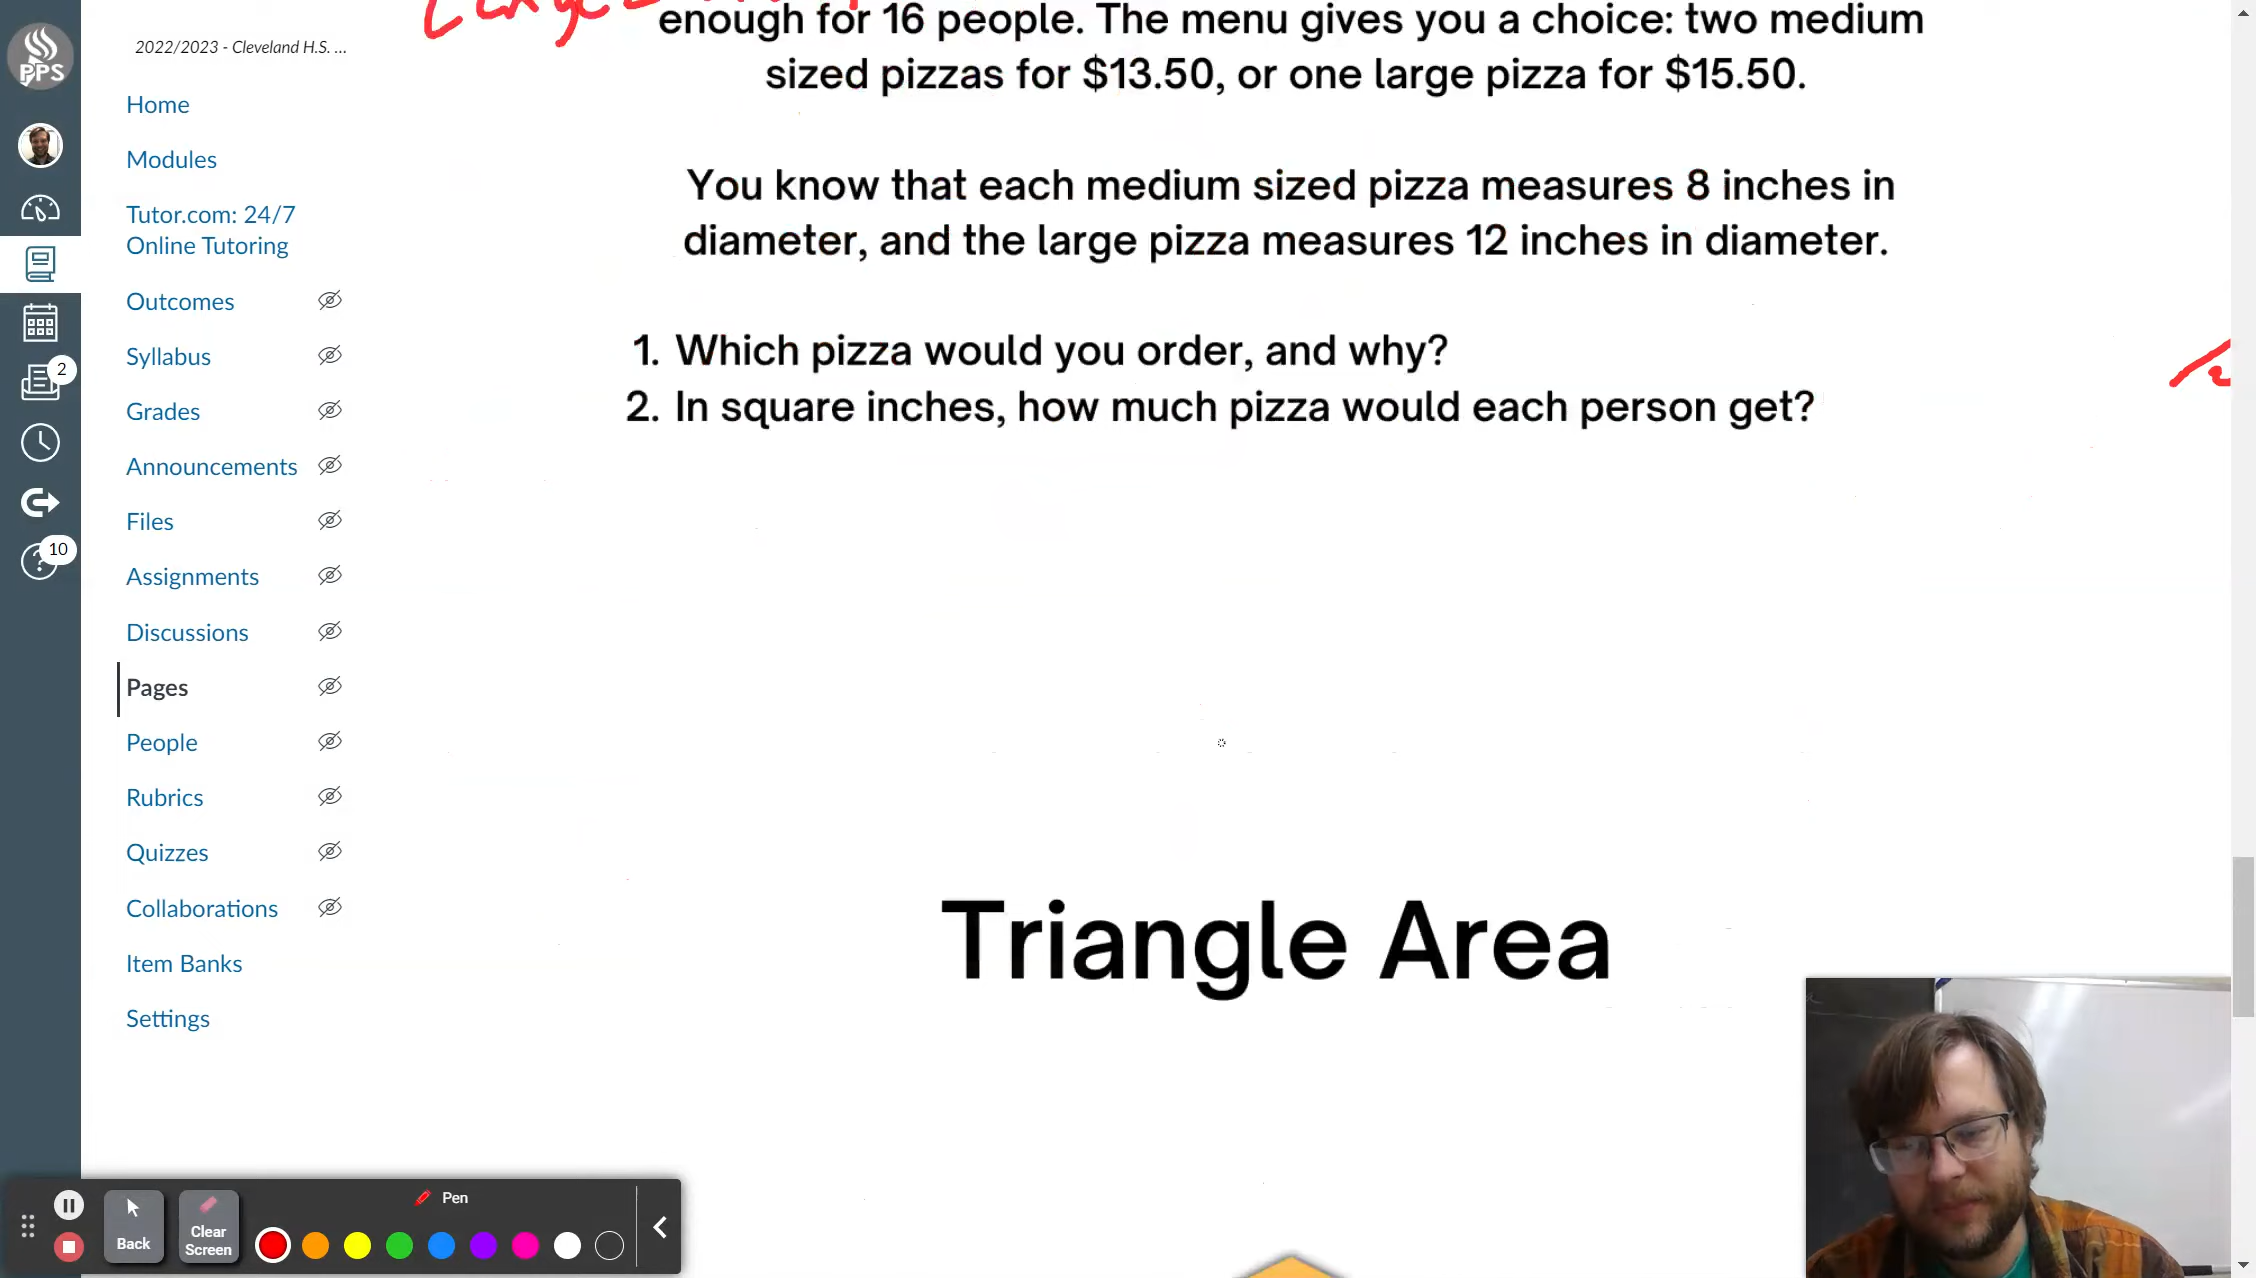 2022/2023 - Cleveland H.S. ...
PPS
Home
Modules
Tutor.com: 24/7
Online Tutoring
Outcomes
Syllabus
2
Grades
Announcements
Files
10
Assignments
Discussions
Pages
People
Rubrics
Quizzes
Collaborations
Item Banks
Settings
enough for 16 people. The menu gives you a choice: two medium
sized pizzas for $13.50, or one large pizza for $15.50.
You know that each medium sized pizza measures 8 inches in
diameter, and the large pizza measures 12 inches in diameter.
1. Which pizza would you order, and why?
2. In square inches, how much pizza would each person get?
Triangle Area
Pen
Back
Clear
Screen